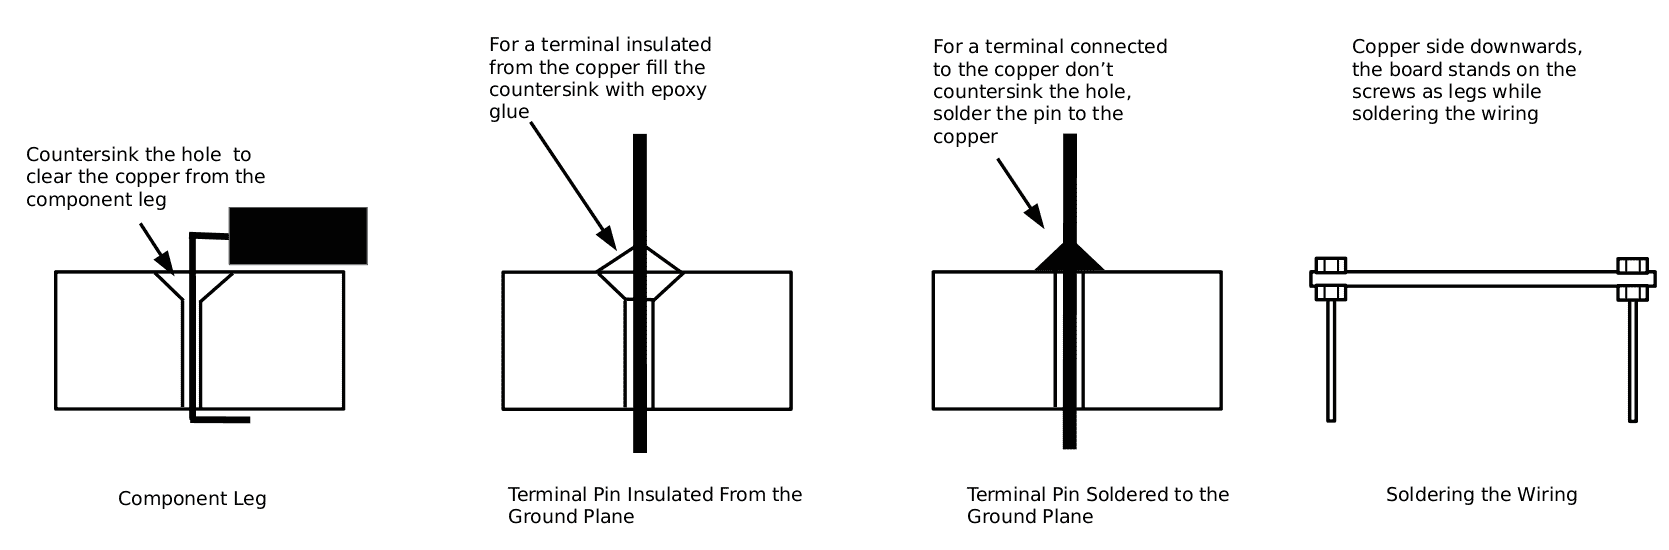 Countersink the hole  to
clear the copper from the
component leg
Component Leg
For a terminal insulated
from the copper fill the
countersink with epoxy
glue
Terminal Pin Insulated From the
Ground Plane
For a terminal connected
to the copper don’t
countersink the hole,
solder the pin to the
copper
Terminal Pin Soldered to the
Ground Plane
Copper side downwards,
the board stands on the
screws as legs while
soldering the wiring
Soldering the Wiring